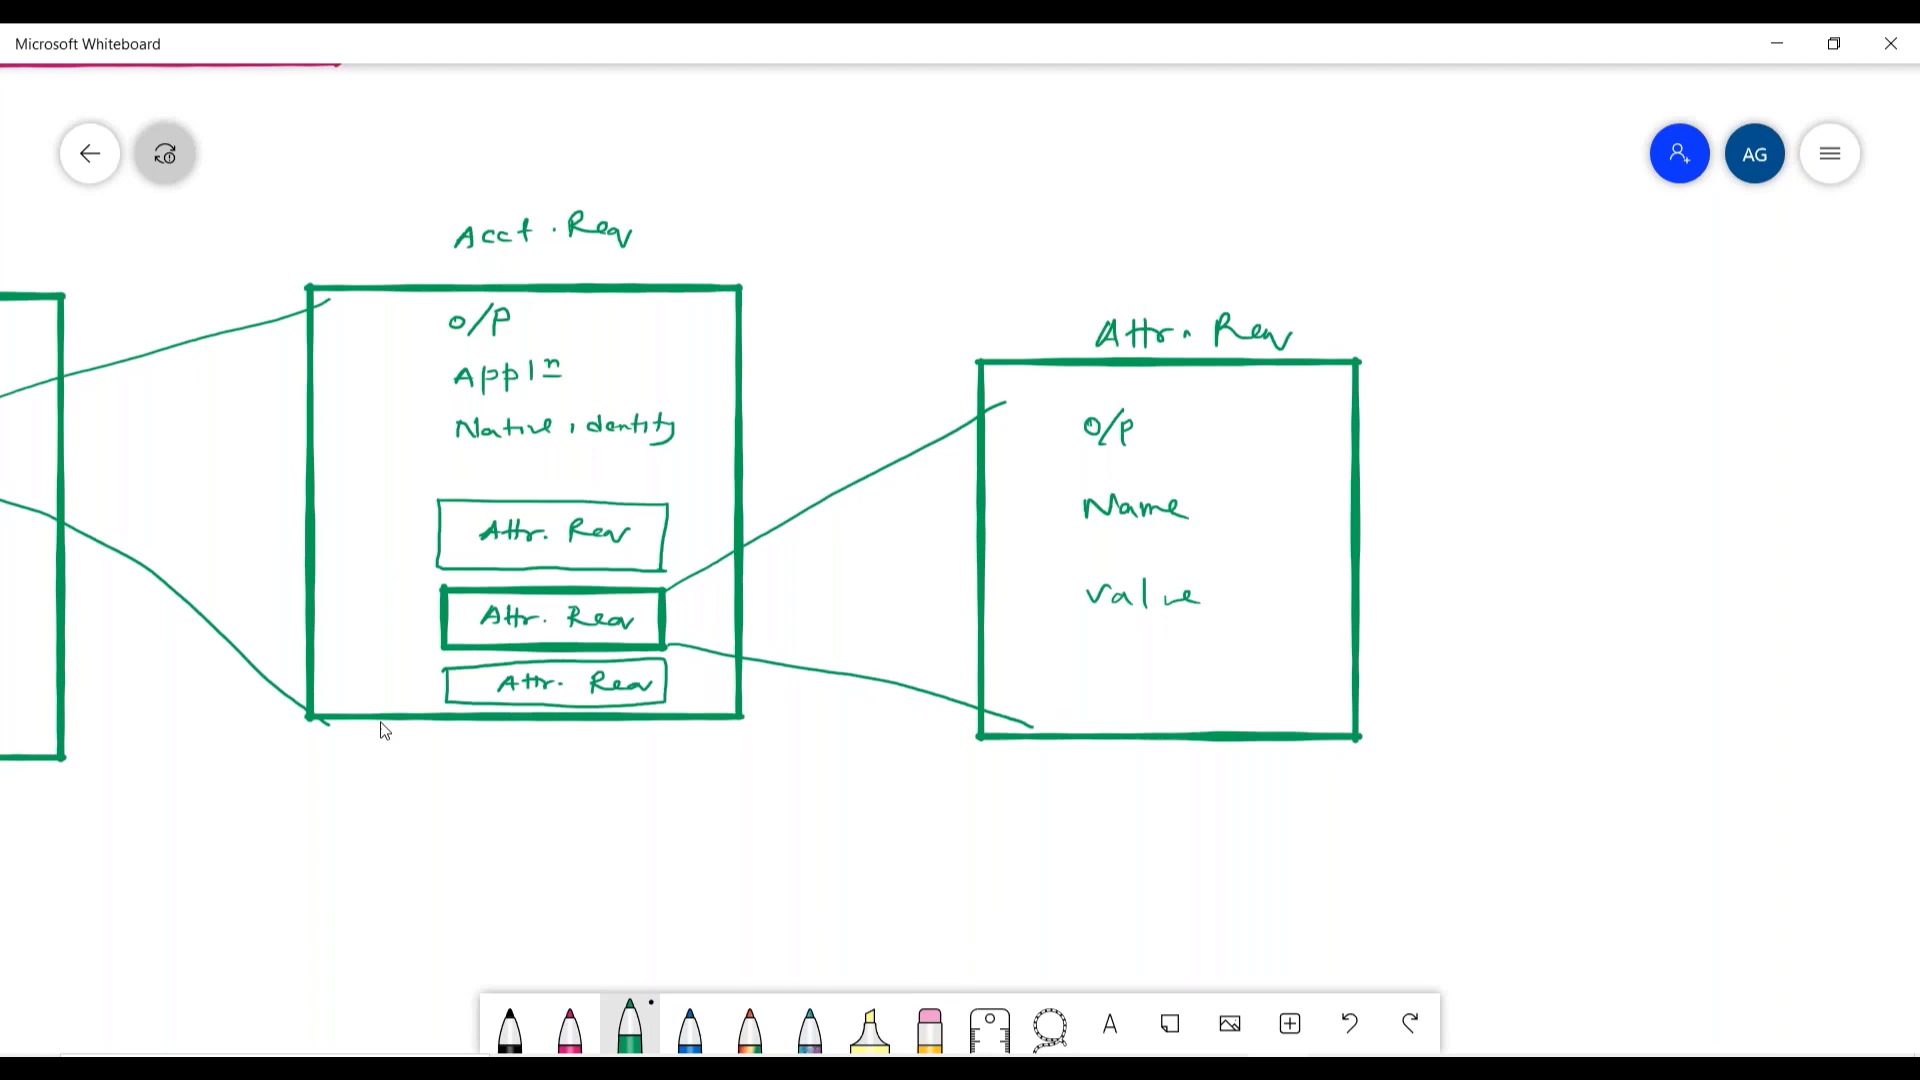 Microsoft Whiteboard
AG
Acct. Req
O/P
Appl n
Native identity
Attr. Req
Attr. Req
Attr. Req
Attr. Req
O/P
Name
Value
A